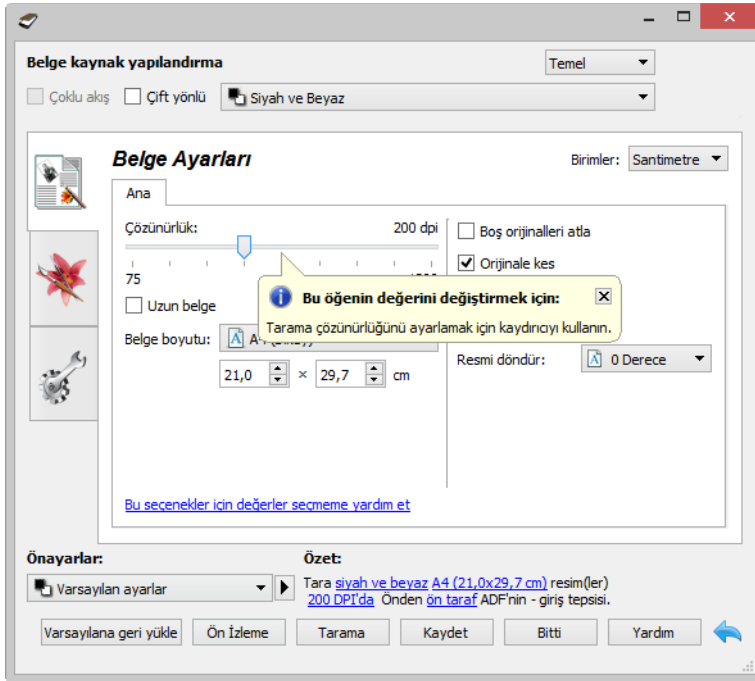 Belge kaynak yapılandırma
Temel
Çoklu akış
Çift yönlü
Siyah ve Beyaz
Belge Ayarları
Birimler: Santimetre
Ana
Çözünürlük: 200 dpi
75
Boş orijinalleri atla
Orijinale kes
Bu öğenin değerini değiştirmek için:
Tarama çözünürlüğünü ayarlamak için kaydırıcıyı kullanın.
Uzun belge
Belge boyutu:
21,0 × 29,7 cm
Resmi döndür: 0 Derece
Bu seçenekler için değerler seçmeme yardım et
Önayarlar:
Varsayılan ayarlar
Özet:
Tara siyah ve beyaz A4 (21,0x29,7 cm) resim(ler)
200 DPI'da Önden ön taraf ADF'nin - giriş tepsisi.
Varsayılana geri yükle Ön İzleme Tarama Kaydet Bitti Yardım